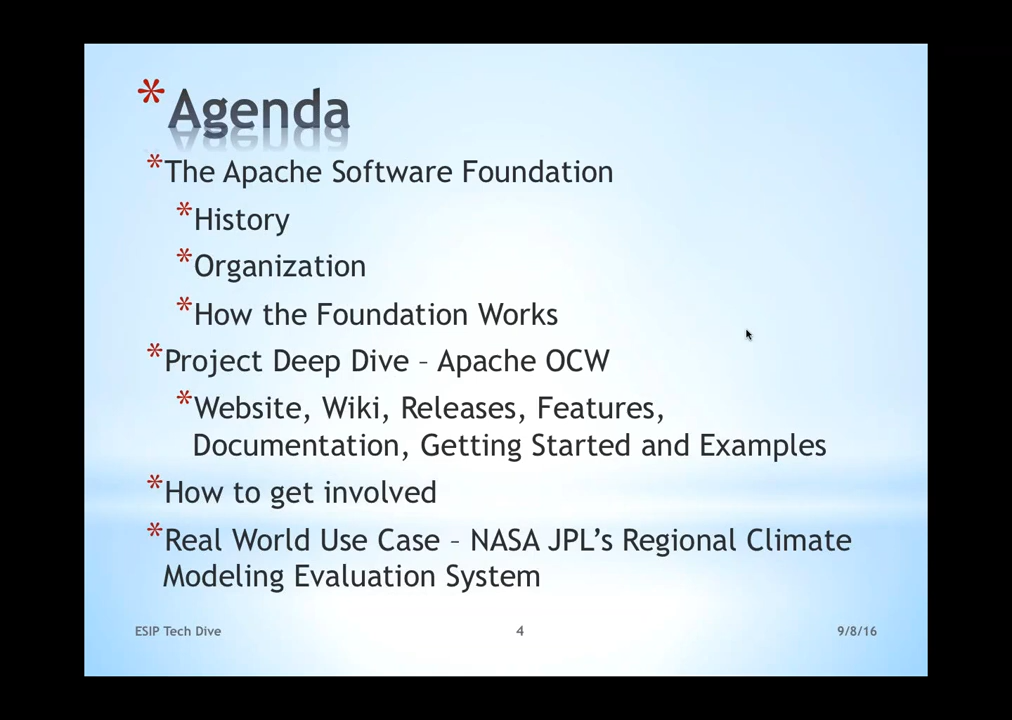 * Agenda
* The Apache Software Foundation
* History
* Organization
* How the Foundation Works
* Project Deep Dive – Apache OCW
* Website, Wiki, Releases, Features,
Documentation, Getting Started and Examples
* How to get involved
* Real World Use Case – NASA JPL’s Regional Climate
Modeling Evaluation System
ESIP Tech Dive 4 9/8/16